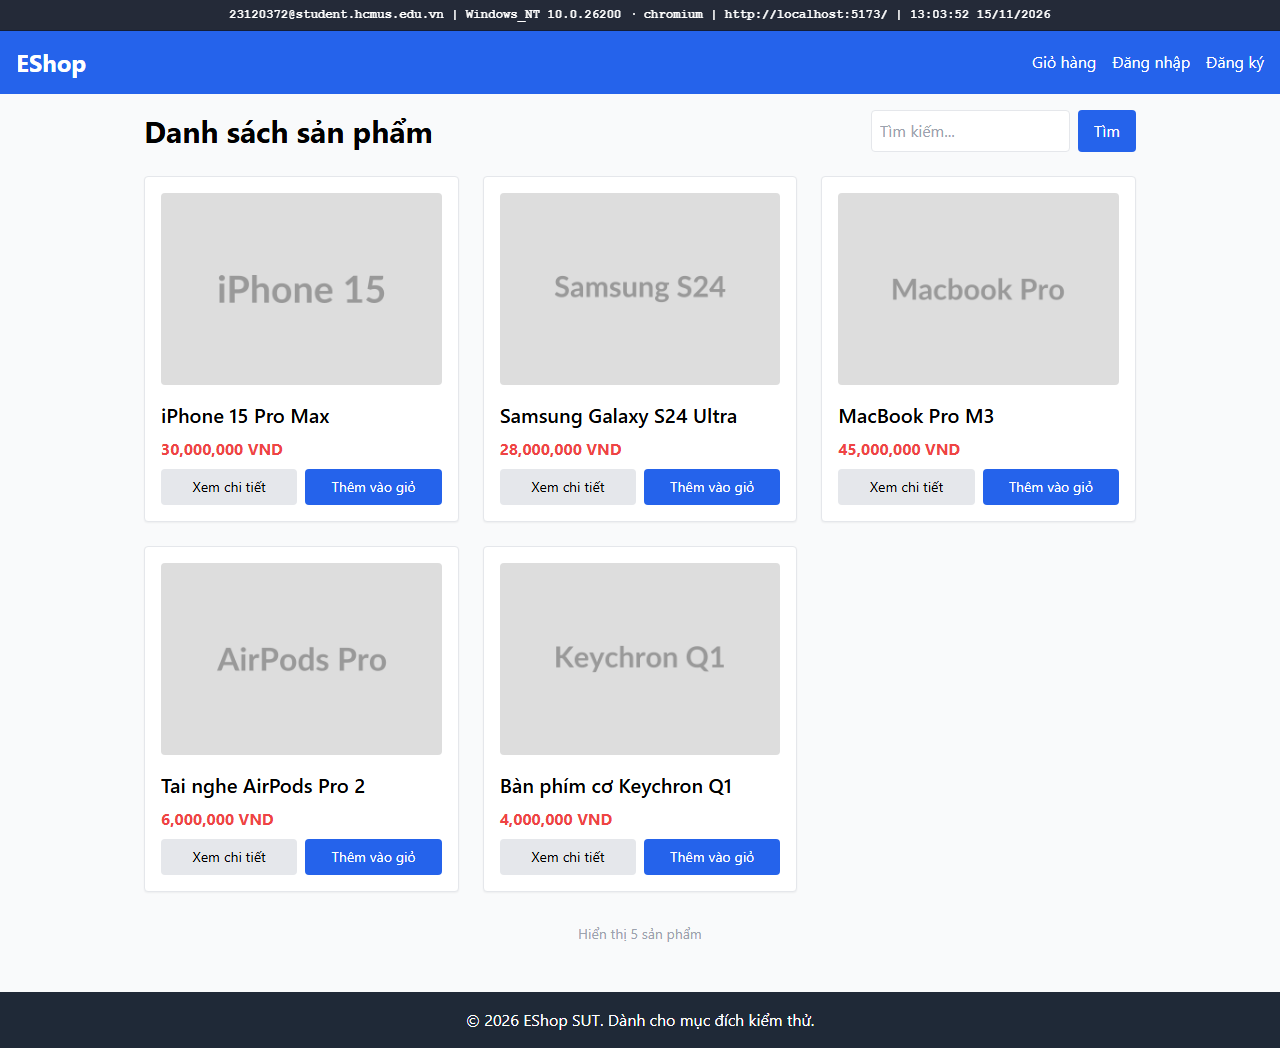 23120372@student.hcmus.edu.vn | Windows_NT 10.0.26200 · chromium | http://localhost:5173/ | 13:03:52 15/11/2026
EShop
Giỏ hàng Đăng nhập Đăng ký
Danh sách sản phẩm
Tìm kiếm...
Tìm
iPhone 15
Samsung S24
Macbook Pro
iPhone 15 Pro Max
Samsung Galaxy S24 Ultra
MacBook Pro M3
30,000,000 VND
28,000,000 VND
45,000,000 VND
Xem chi tiết Thêm vào giỏ
Xem chi tiết Thêm vào giỏ
Xem chi tiết Thêm vào giỏ
AirPods Pro
Keychron Q1
Tai nghe AirPods Pro 2
Bàn phím cơ Keychron Q1
6,000,000 VND
4,000,000 VND
Xem chi tiết Thêm vào giỏ
Xem chi tiết Thêm vào giỏ
Hiển thị 5 sản phẩm
© 2026 EShop SUT. Dành cho mục đích kiểm thử.